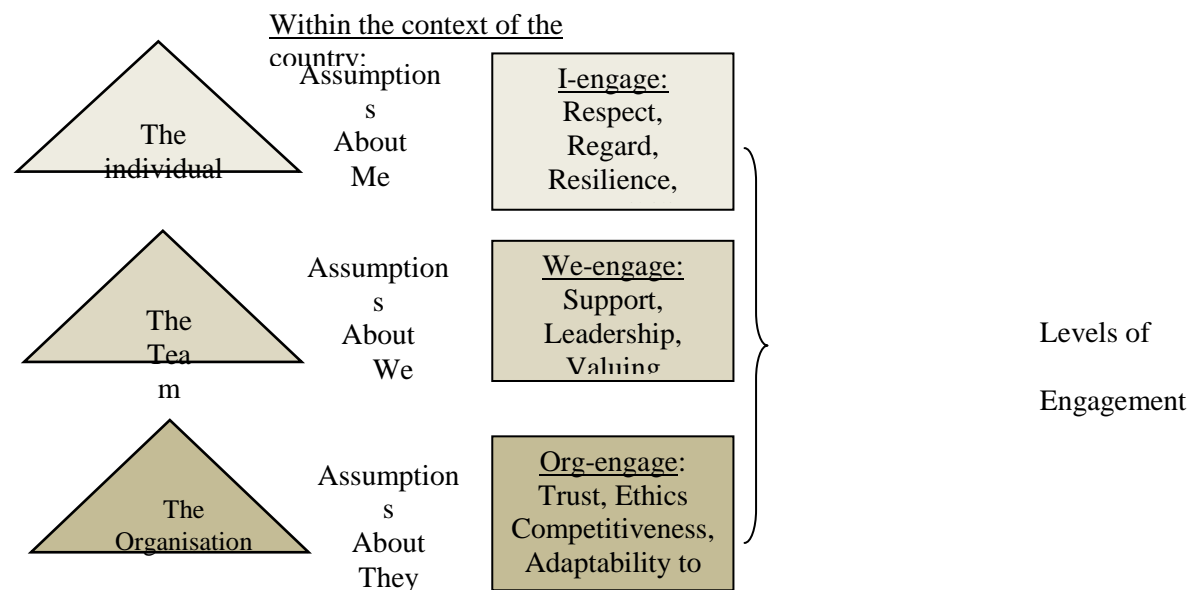 Within the context of the
country:
The
individual
Assumption
s
About
Me
I-engage:
Respect,
Regard,
Resilience,
The
Tea
m
Assumption
s
About
We
We-engage:
Support,
Leadership,
Valuing
The
Organisation
Assumption
s
About
They
Org-engage:
Trust, Ethics
Competitiveness,
Adaptability to
Levels of
Engagement